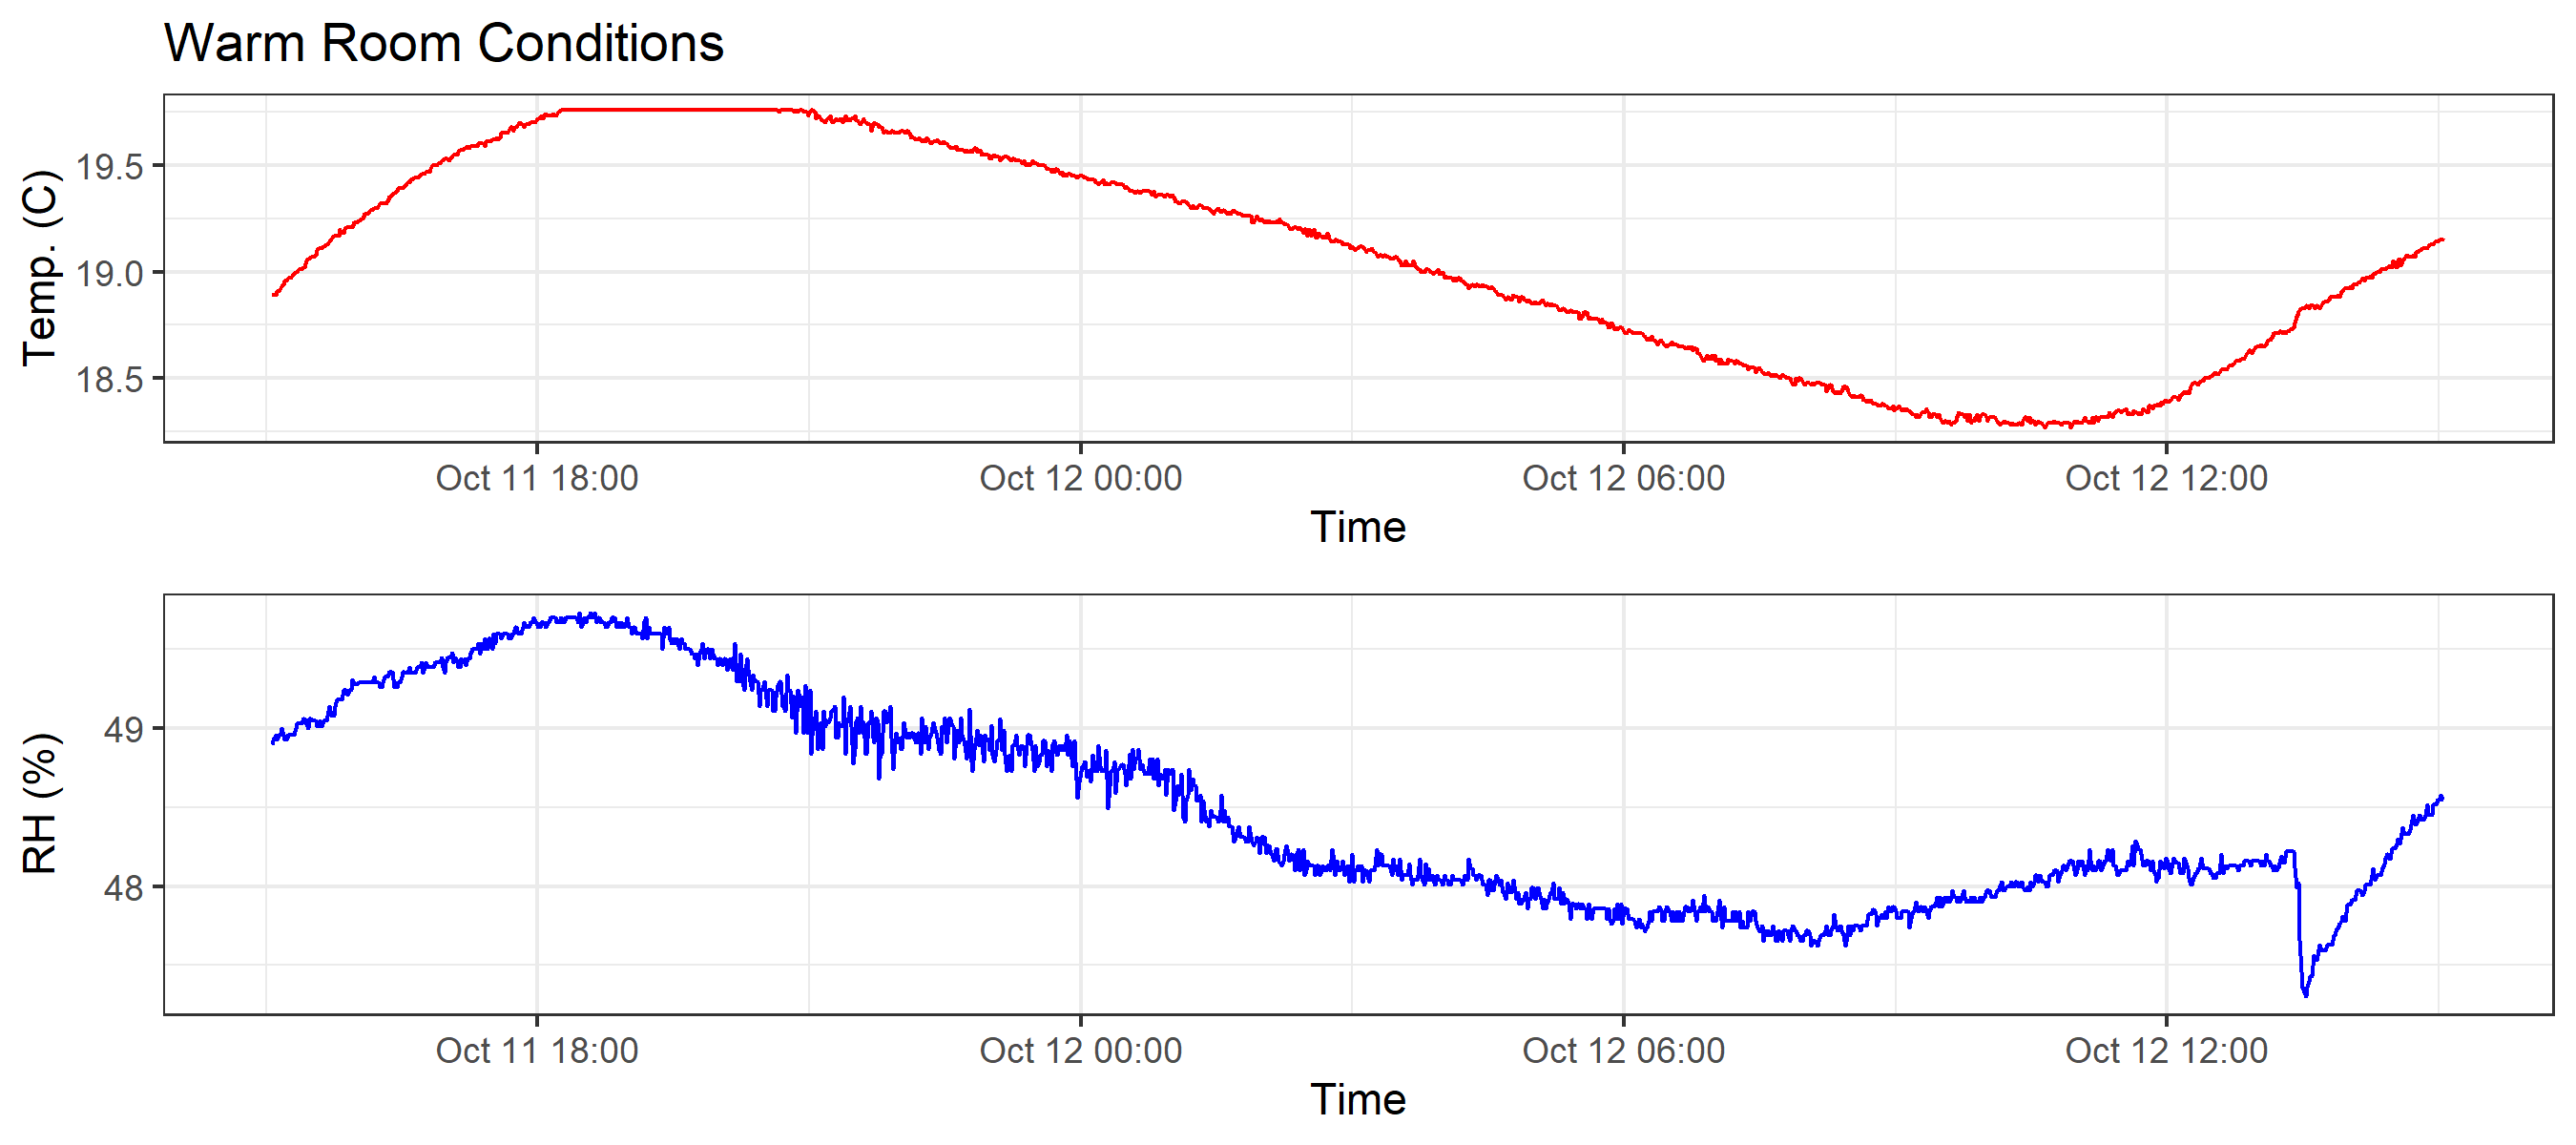 Warm Room Conditions
Temp. (C)
19.5
19.0
18.5
Oct 11 18:00 Oct 12 00:00 Oct 12 06:00 Oct 12 12:00
Time
RH (%)
49
48
Oct 11 18:00 Oct 12 00:00 Oct 12 06:00 Oct 12 12:00
Time